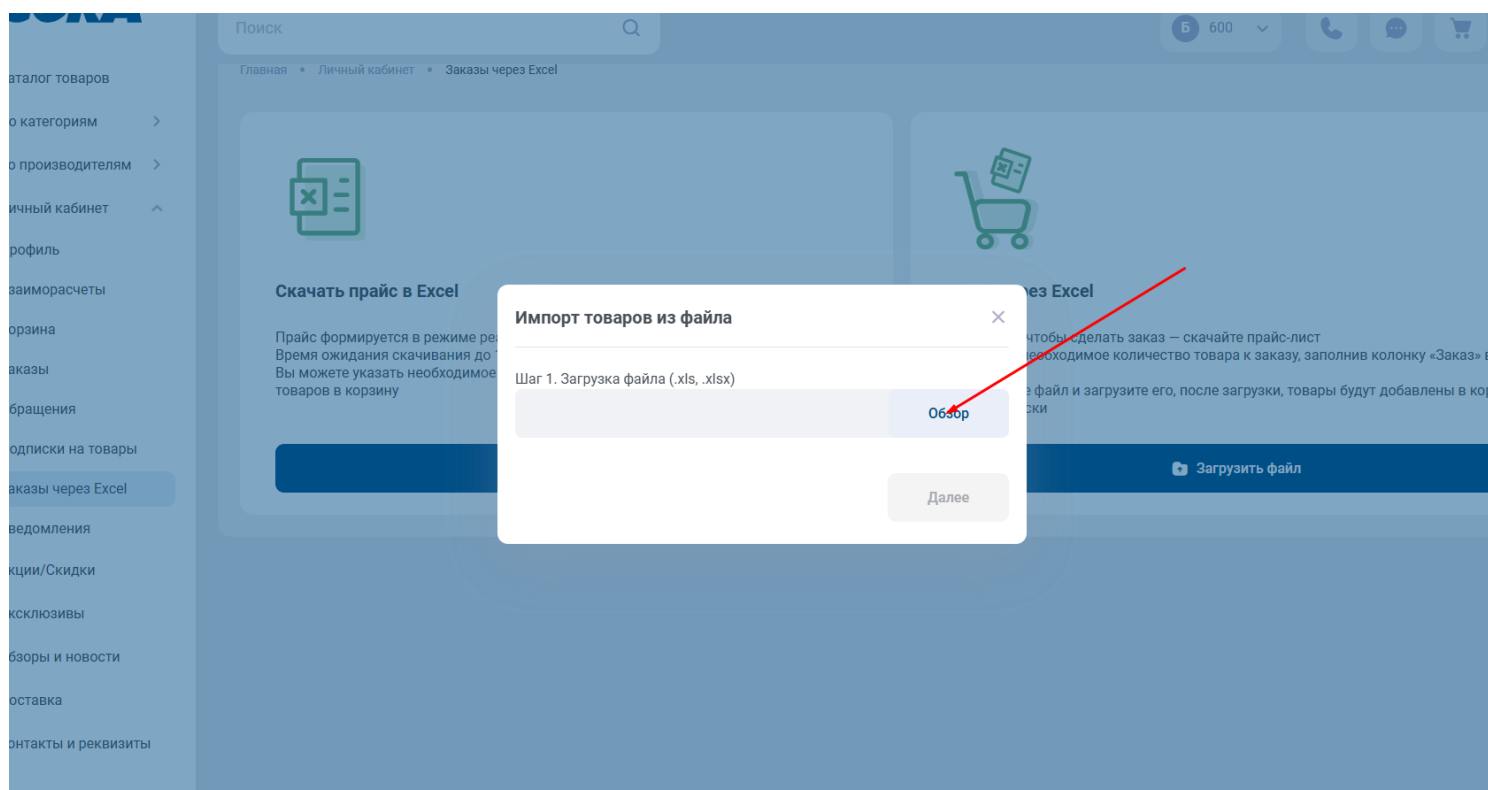 Поиск
Б 600
Главная • Личный кабинет • Заказы через Excel
аталог товаров
о категориям
о производителям
ичный кабинет
рофиль
заиморасчеты
орзина
аказы
бращения
одписки на товары
аказы через Excel
ведомления
кции/Скидки
ксклюзивы
бзоры и новости
оставка
онтакты и реквизиты
Скачать прайс в Excel
Прайс формируется в режиме реа
Время ожидания скачивания до
Вы можете указать необходимое
товаров в корзину
Импорт товаров из файла
Шаг 1. Загрузка файла (.xls, .xlsx)
Обзор
Далее
ез Excel
чтобы сделать заказ — скачайте прайс-лист
необходимое количество товара к заказу, заполнив колонку «Заказ» в
е файл и загрузите его, после загрузки, товары будут добавлены в кор
ски
Загрузить файл